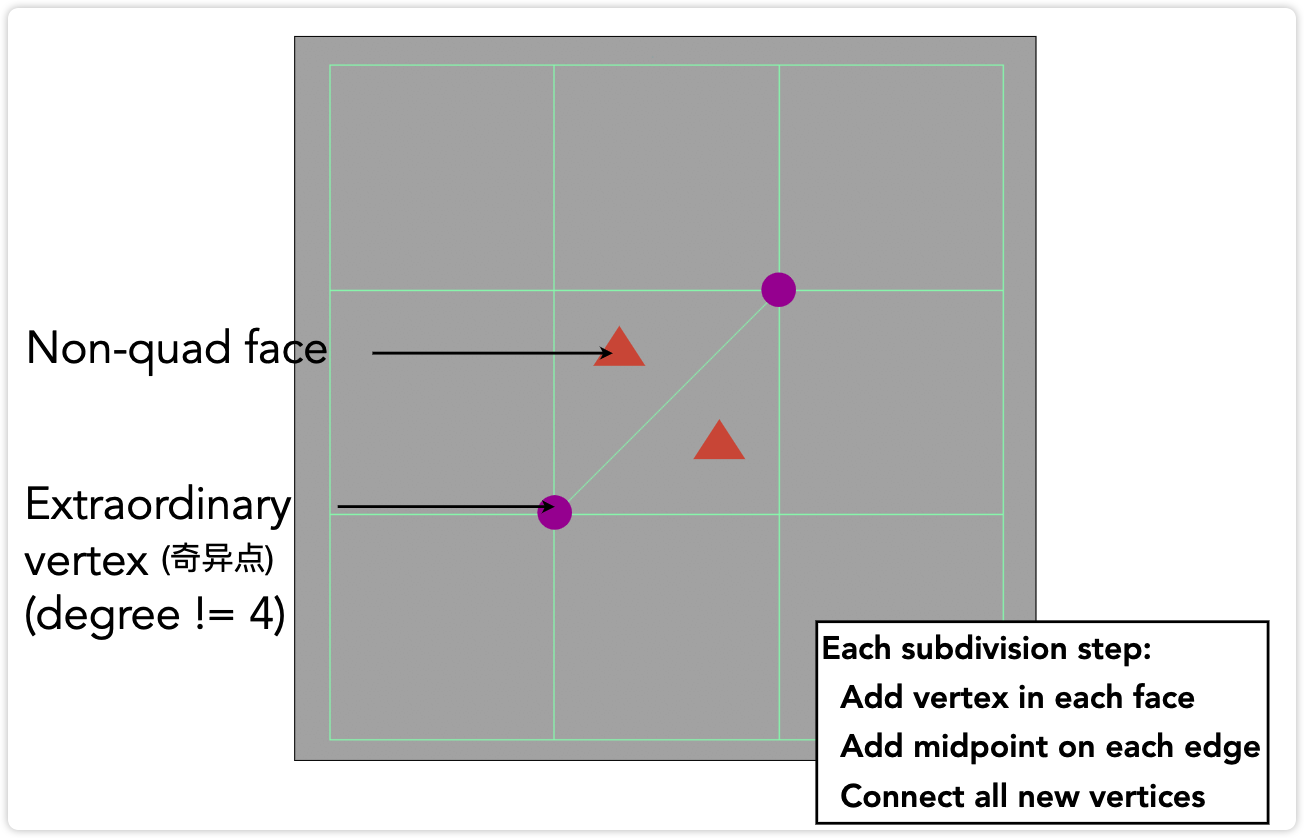 Non-quad face
Extraordinary
vertex (奇异点)
(degree != 4)
Each subdivision step:
Add vertex in each face
Add midpoint on each edge
Connect all new vertices